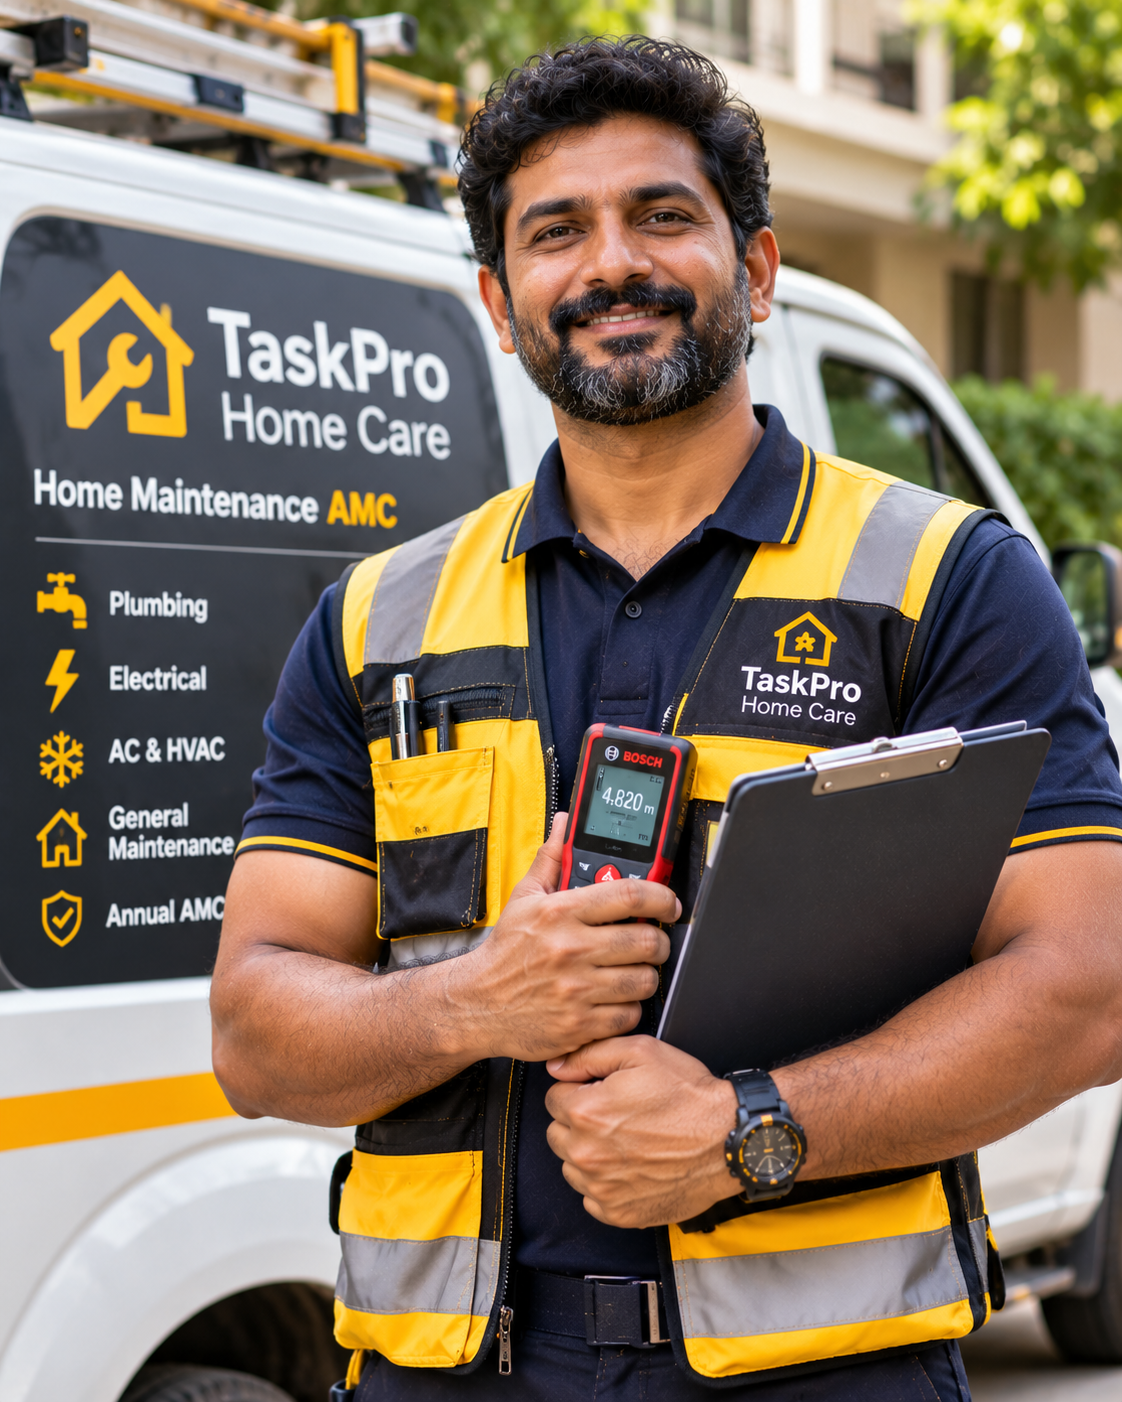 TaskPro
Home Care
Home Maintenance AMC
Plumbing
Electrical
AC & HVAC
General
Maintenance
Annual AMC
TaskPro
Home Care
BOSCH
4,820 m